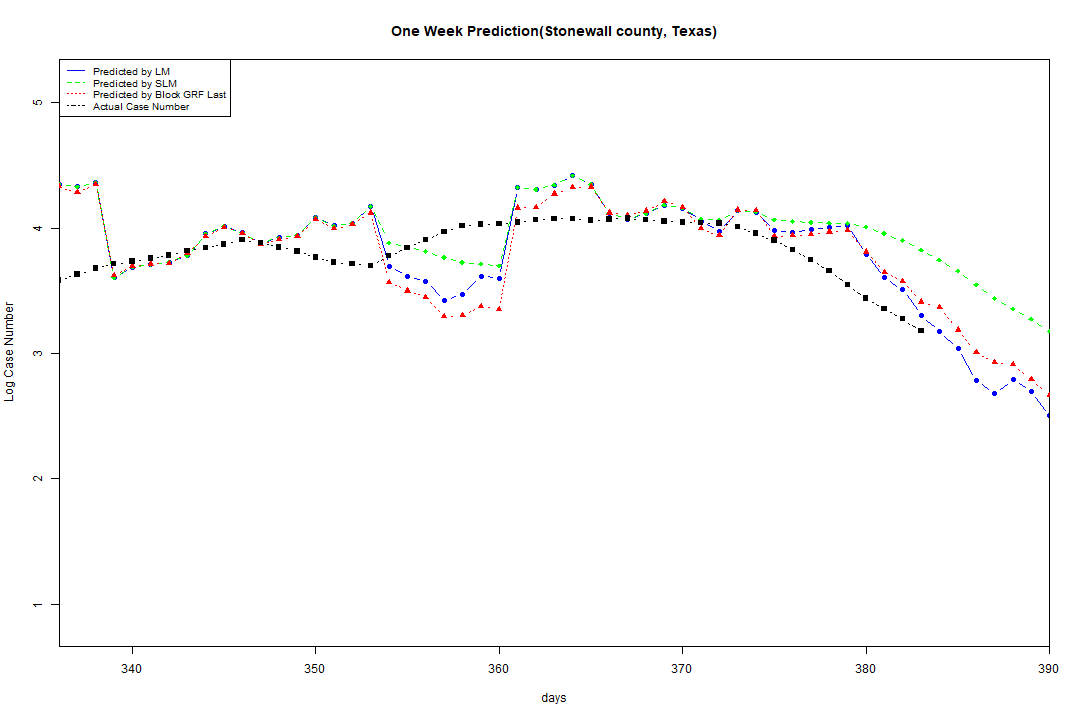 One Week Prediction(Stonewall county, Texas)
Predicted by LM
Predicted by SLM
Predicted by Block GRF Last
Actual Case Number
5
4
3
2
1
Log Case Number
340 350 360 370 380 390
days